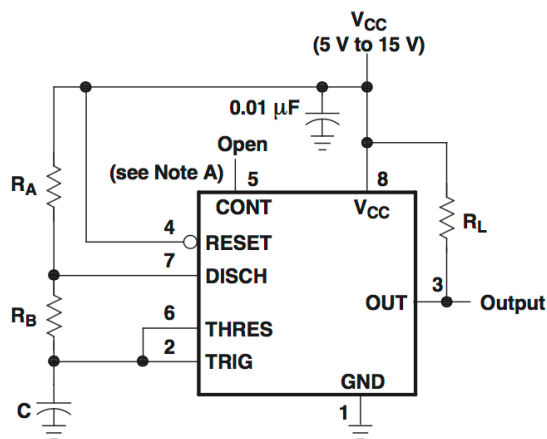 VCC
(5 V to 15 V)
0.01 μF
Open
(see Note A)
5
8
RA
CONT
VCC
RL
4
RESET
7
DISCH
3
OUT
Output
RB
6
THRES
2
TRIG
GND
C
1